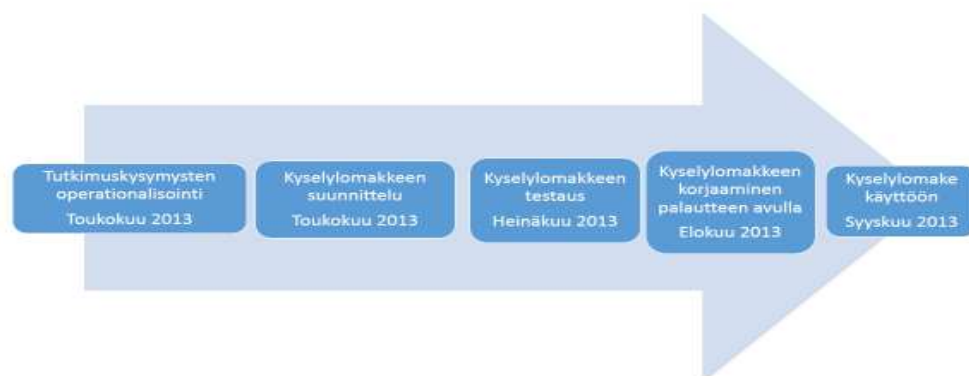 Tutkimuskysymysten
operationalisointi
Toukokuu 2013
Kyselylomakkeen
suunnittelu
Toukokuu 2013
Kyselylomakkeen
testaus
Heinäkuu 2013
Kyselylomakkeen
korjaaminen
palautteen avulla
Elokuu 2013
Kyselylomake
käyttöön
Syyskuu 2013